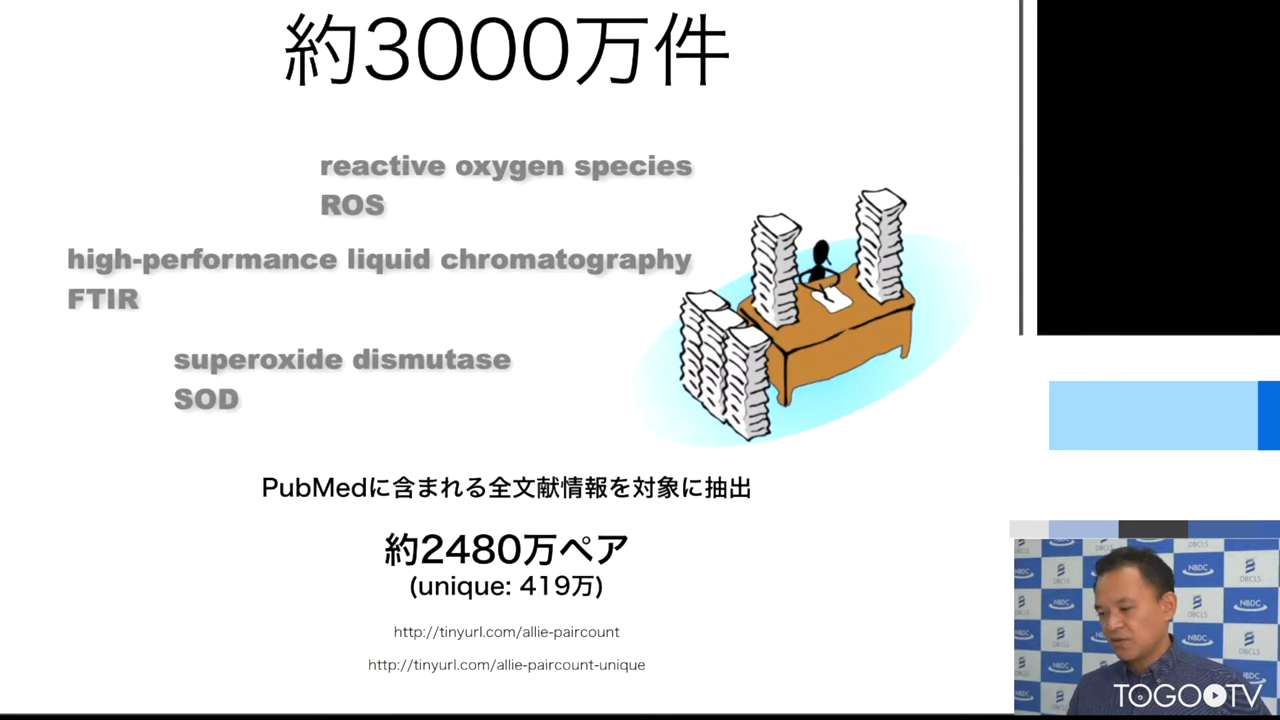 約3000万件
reactive oxygen species
ROS
high-performance liquid chromatography
FTIR
superoxide dismutase
SOD
PubMedに含まれる全文献情報を対象に抽出
約2480万ペア
(unique: 419万)
http://tinyurl.com/allie-paircount
http://tinyurl.com/allie-paircount-unique
NBDC
DBCLS
TOGOTV